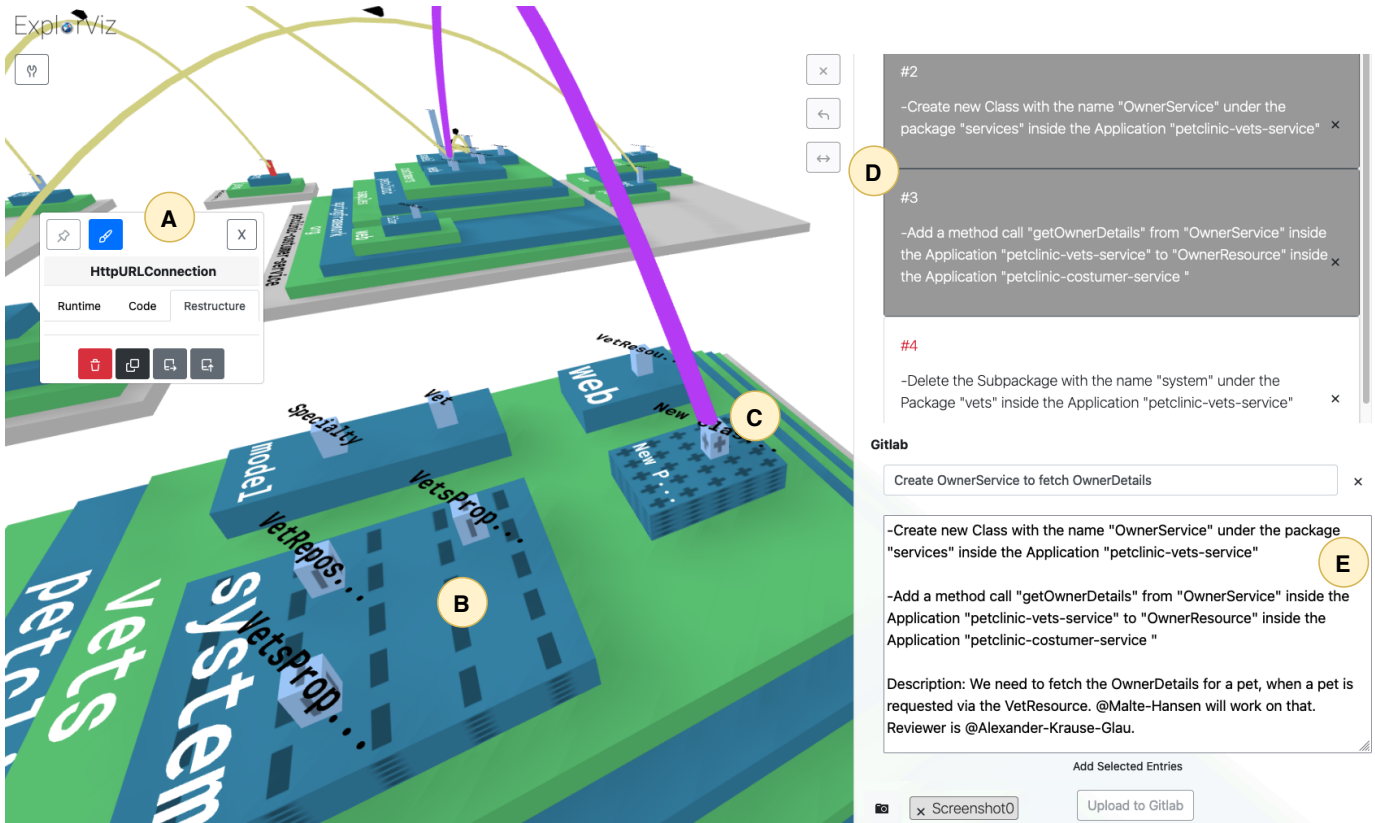 ExplorViz
A
X
HttpURLConnection
Runtime
Code
Restructure
petclinic-costumer-service
org
web
VetResou...
web
New Clas...
New P...
Vet
Specialty
model
VetsProp...
VetRepos...
VetsProp...
system
vets
petcl
B
C
D
#2
-Create new Class with the name "OwnerService" under the
package "services" inside the Application "petclinic-vets-service"
#3
-Add a method call "getOwnerDetails" from "OwnerService" inside
the Application "petclinic-vets-service" to "OwnerResource" inside
the Application "petclinic-costumer-service "
#4
-Delete the Subpackage with the name "system" under the
Package "vets" inside the Application "petclinic-vets-service"
Gitlab
Create OwnerService to fetch OwnerDetails
-Create new Class with the name "OwnerService" under the package
"services" inside the Application "petclinic-vets-service"
E
-Add a method call "getOwnerDetails" from "OwnerService" inside the
Application "petclinic-vets-service" to "OwnerResource" inside the
Application "petclinic-costumer-service "
Description: We need to fetch the OwnerDetails for a pet, when a pet is
requested via the VetResource. @Malte-Hansen will work on that.
Reviewer is @Alexander-Krause-Glau.
Add Selected Entries
Screenshot0
Upload to Gitlab